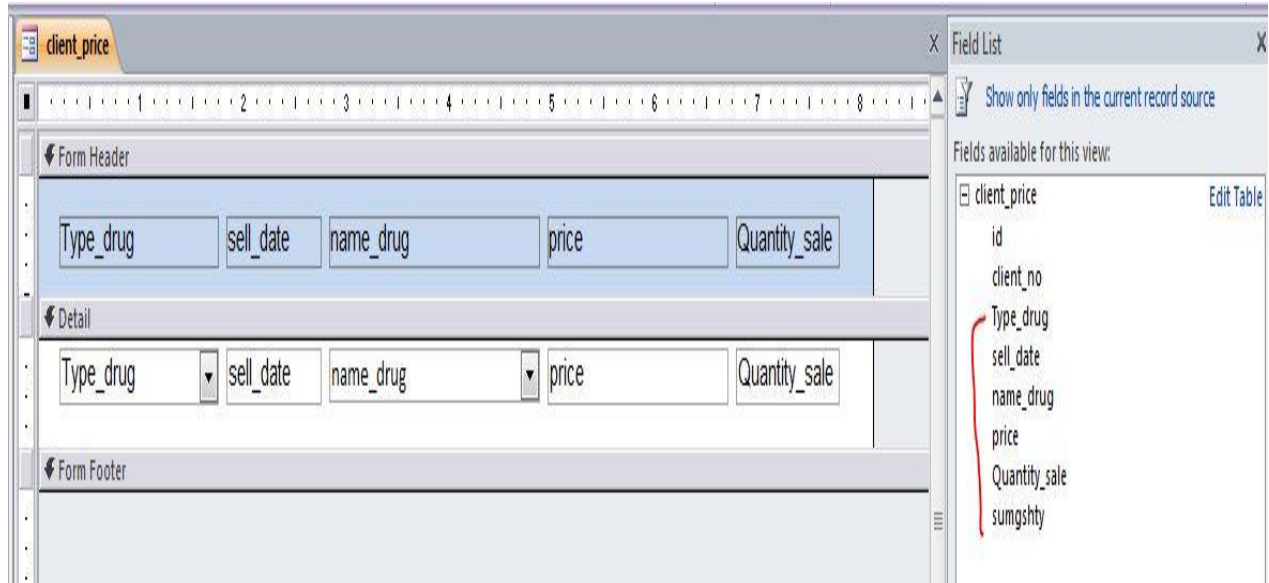 client_price
X
Field List
X
1 2 3 4 5 6 7 8
Show only fields in the current record source
Form Header
Fields available for this view:
client_price
Edit Table
Type_drug
sell_date
name_drug
price
Quantity_sale
id
client_no
Detail
Type_drug
Type_drug
sell_date
name_drug
price
Quantity_sale
sell_date
name_drug
price
Form Footer
Quantity_sale
sumgshty